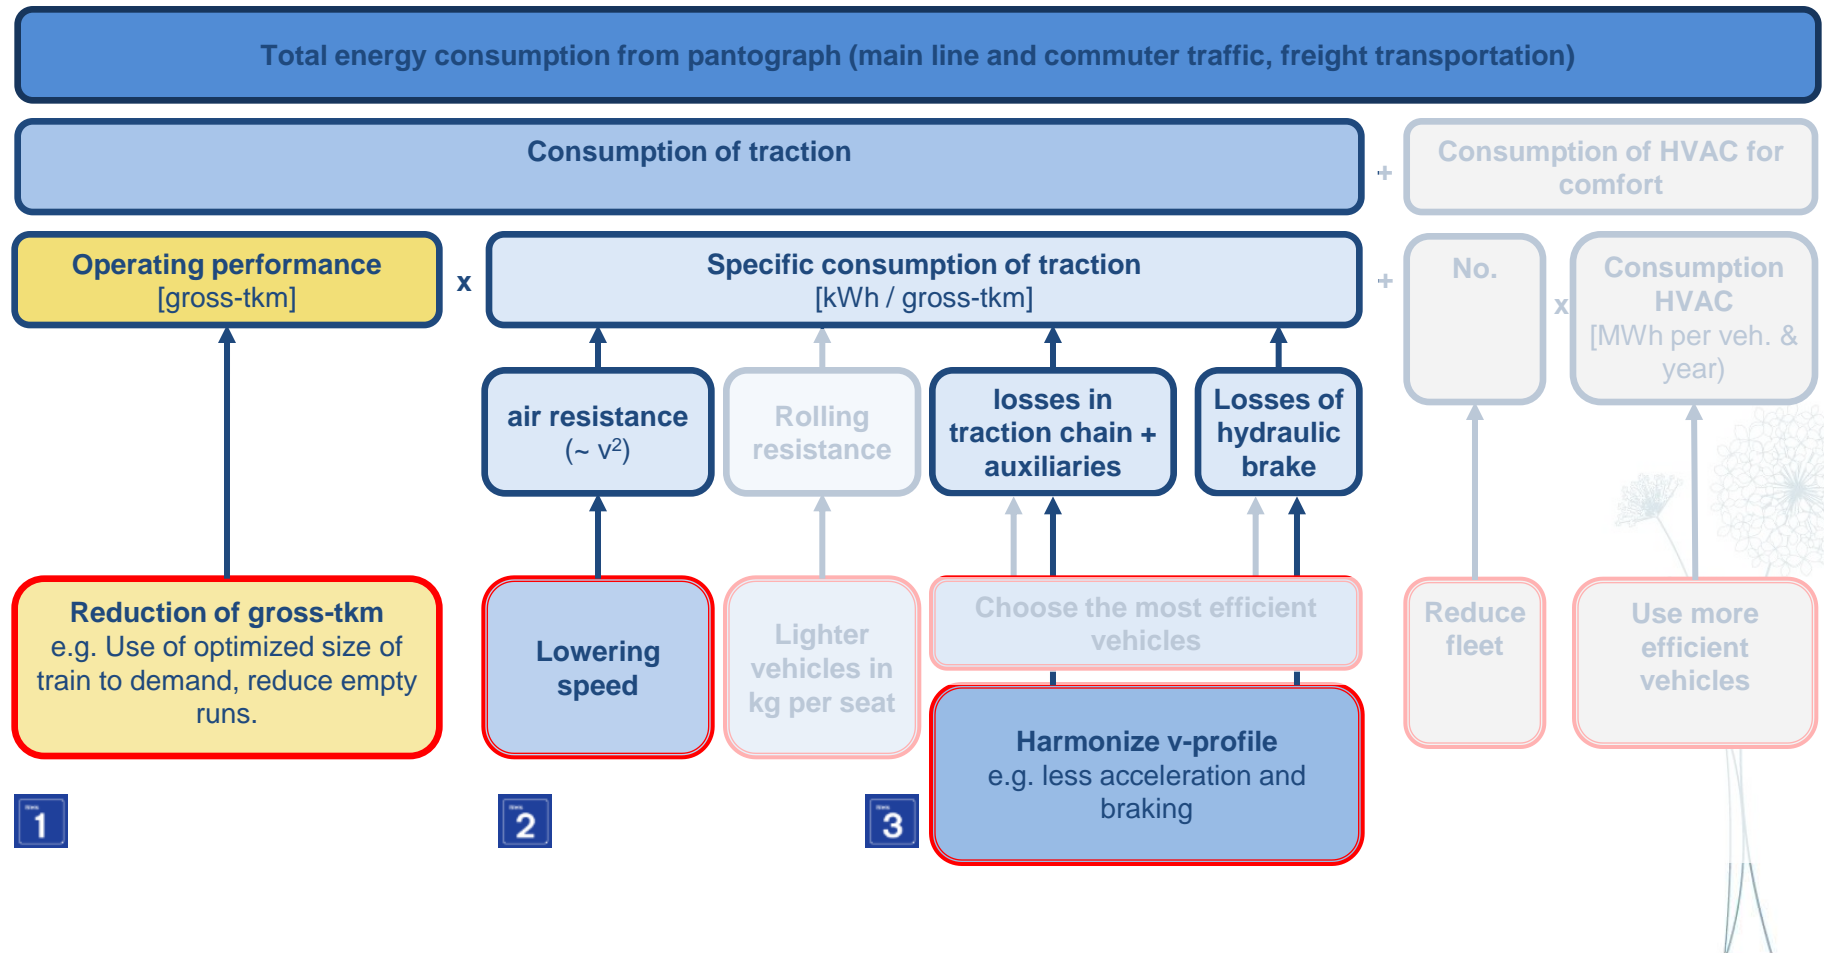 Total energy consumption from pantograph (main line and commuter traffic, freight transportation)
Consumption of traction
+
Consumption of HVAC for
comfort
Operating performance
[gross-tkm]
x
Specific consumption of traction
[kWh / gross-tkm]
+
No.
x
Consumption
HVAC
[MWh per veh. &
year)
air resistance
(~ v²)
Rolling
resistance
losses in
traction chain +
auxiliaries
Losses of
hydraulic
brake
Reduction of gross-tkm
e.g. Use of optimized size of
train to demand, reduce empty
runs.
Lowering
speed
Lighter
vehicles in
kg per seat
Choose the most efficient
vehicles
Harmonize v-profile
e.g. less acceleration and
braking
Reduce
fleet
Use more
efficient
vehicles
1
2
3